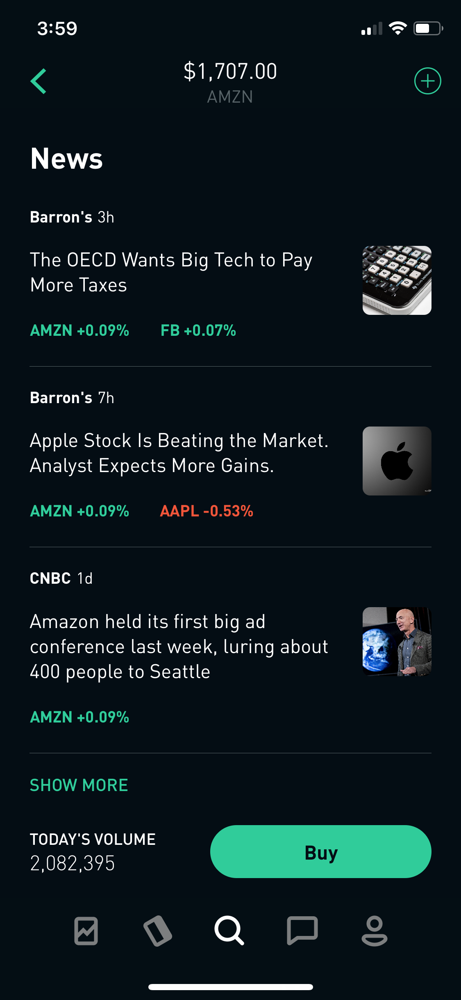 3:59
$1,707.00
AMZN
News
Barron's 3h
The OECD Wants Big Tech to Pay
More Taxes
AMZN +0.09% FB +0.07%
Barron's 7h
Apple Stock Is Beating the Market.
Analyst Expects More Gains.
AMZN +0.09% AAPL -0.53%
CNBC 1d
Amazon held its first big ad
conference last week, luring about
400 people to Seattle
AMZN +0.09%
SHOW MORE
TODAY'S VOLUME
2,082,395
Buy